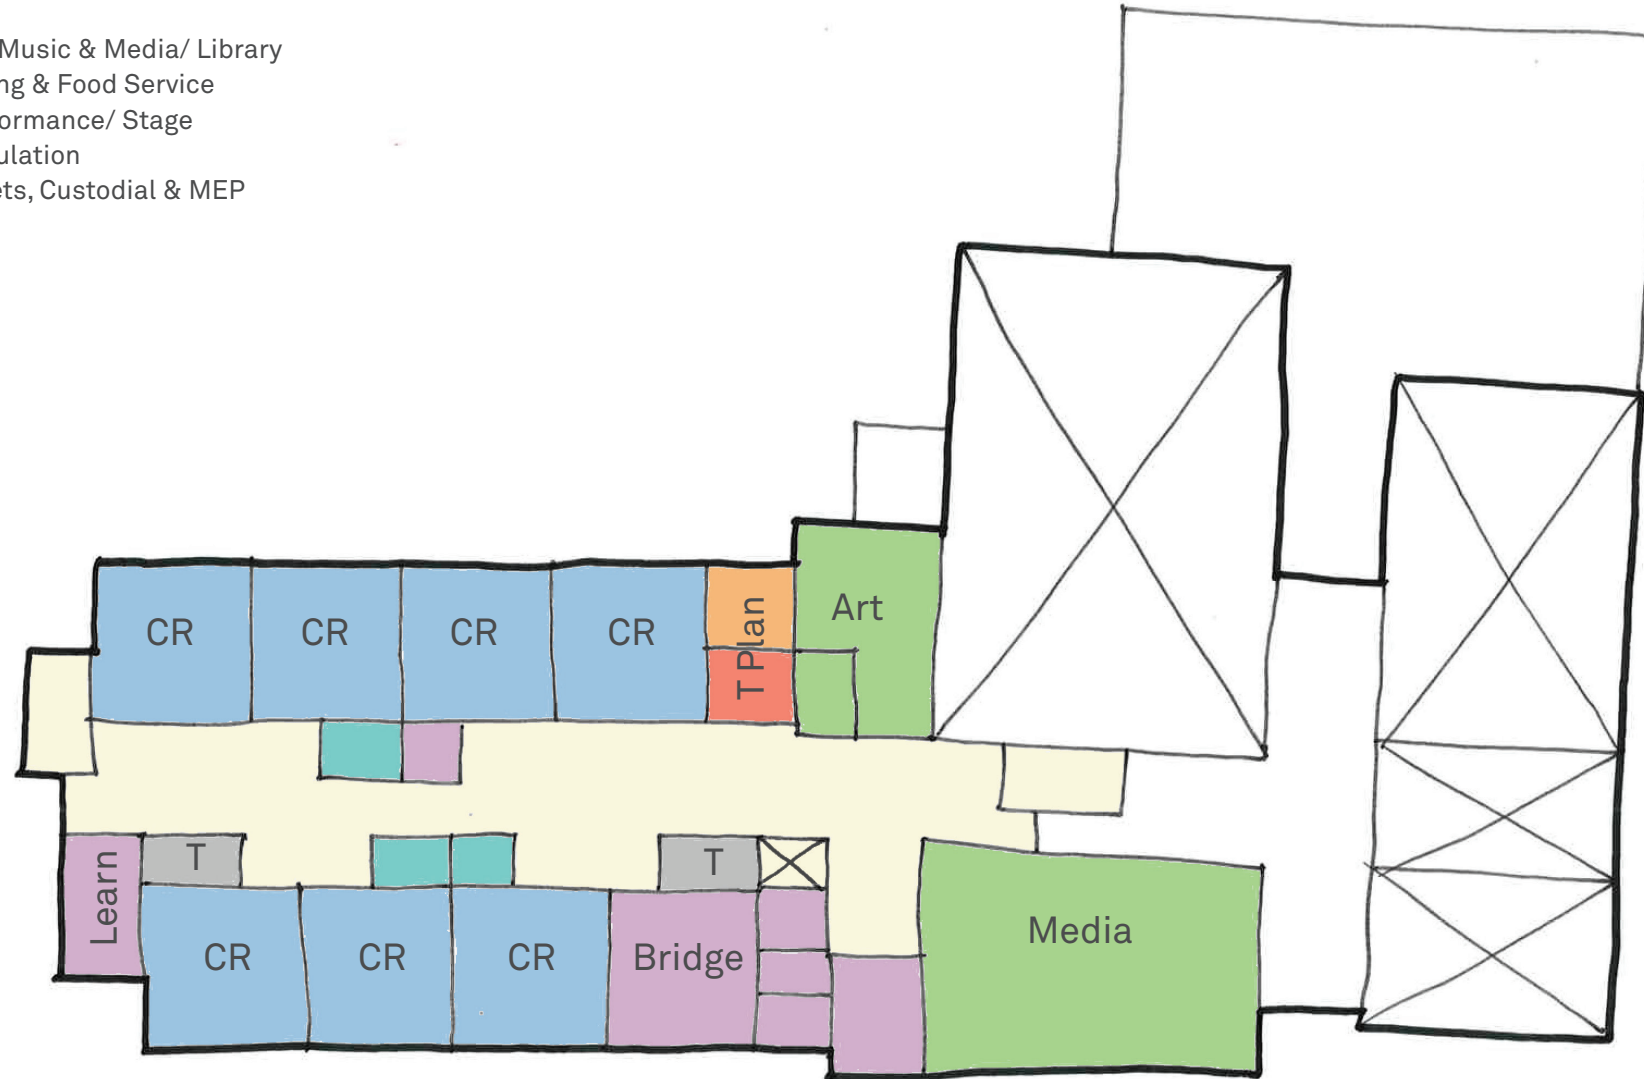 Music & Media/ Library
ng & Food Service
ormance/ Stage
ulation
ets, Custodial & MEP
Art
CR CR CR CR
T Plan
T T
Learn
Media
CR CR CR Bridge